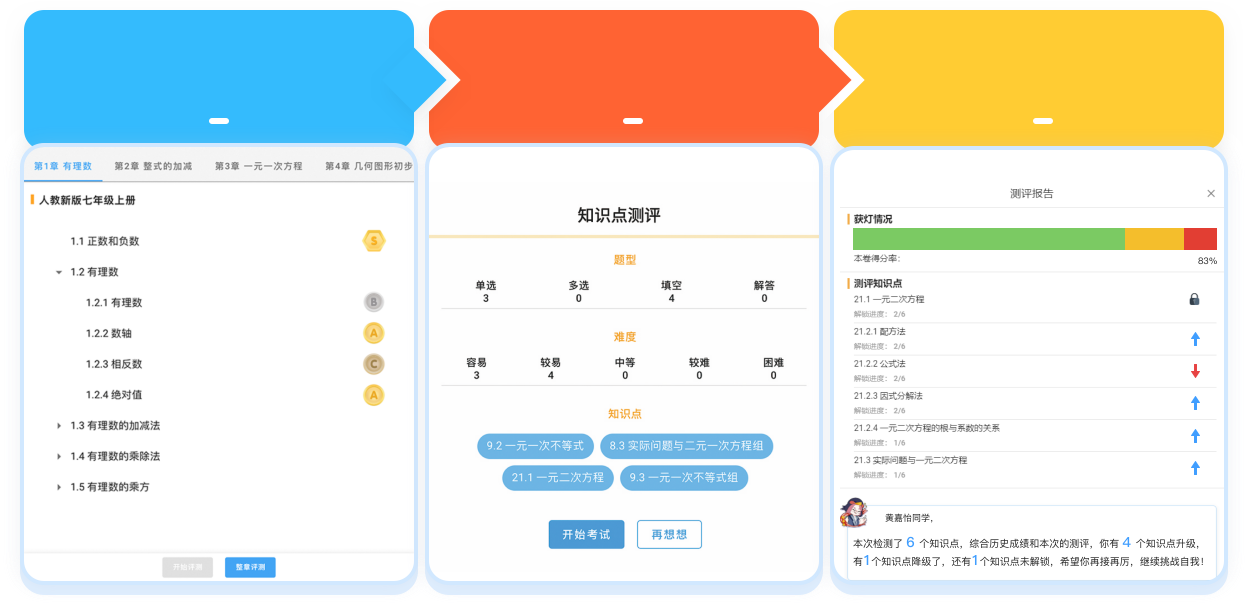 第1章 有理数 第2章 整式的加减 第3章 一元一次方程 第4章 几何图形初步
人教新版七年级上册
1.1 正数和负数 S
1.2 有理数
1.2.1 有理数 B
1.2.2 数轴 A
1.2.3 相反数 C
1.2.4 绝对值 A
1.3 有理数的加减法
1.4 有理数的乘除法
1.5 有理数的乘方
开始评测 整章评测
知识点测评
题型
单选 多选 填空 解答
3 0 4 0
难度
容易 较易 中等 较难 困难
3 4 0 0 0
知识点
9.2 一元一次不等式 8.3 实际问题与二元一次方程组
21.1 一元二次方程 9.3 一元一次不等式组
开始考试 再想想
测评报告 ×
获灯情况
本卷得分率: 83%
测评知识点
21.1 一元二次方程
解锁进度: 2/6
21.2.1 配方法
解锁进度: 2/6
21.2.2 公式法
解锁进度: 2/6
21.2.3 因式分解法
解锁进度: 2/6
21.2.4 一元二次方程的根与系数的关系
解锁进度: 1/6
21.3 实际问题与一元二次方程
解锁进度: 1/6
黄嘉怡同学，
本次检测了 6 个知识点，综合历史成绩和本次的测评，你有 4 个知识点升级，
有1个知识点降级了，还有1个知识点未解锁，希望你再接再厉，继续挑战自我！